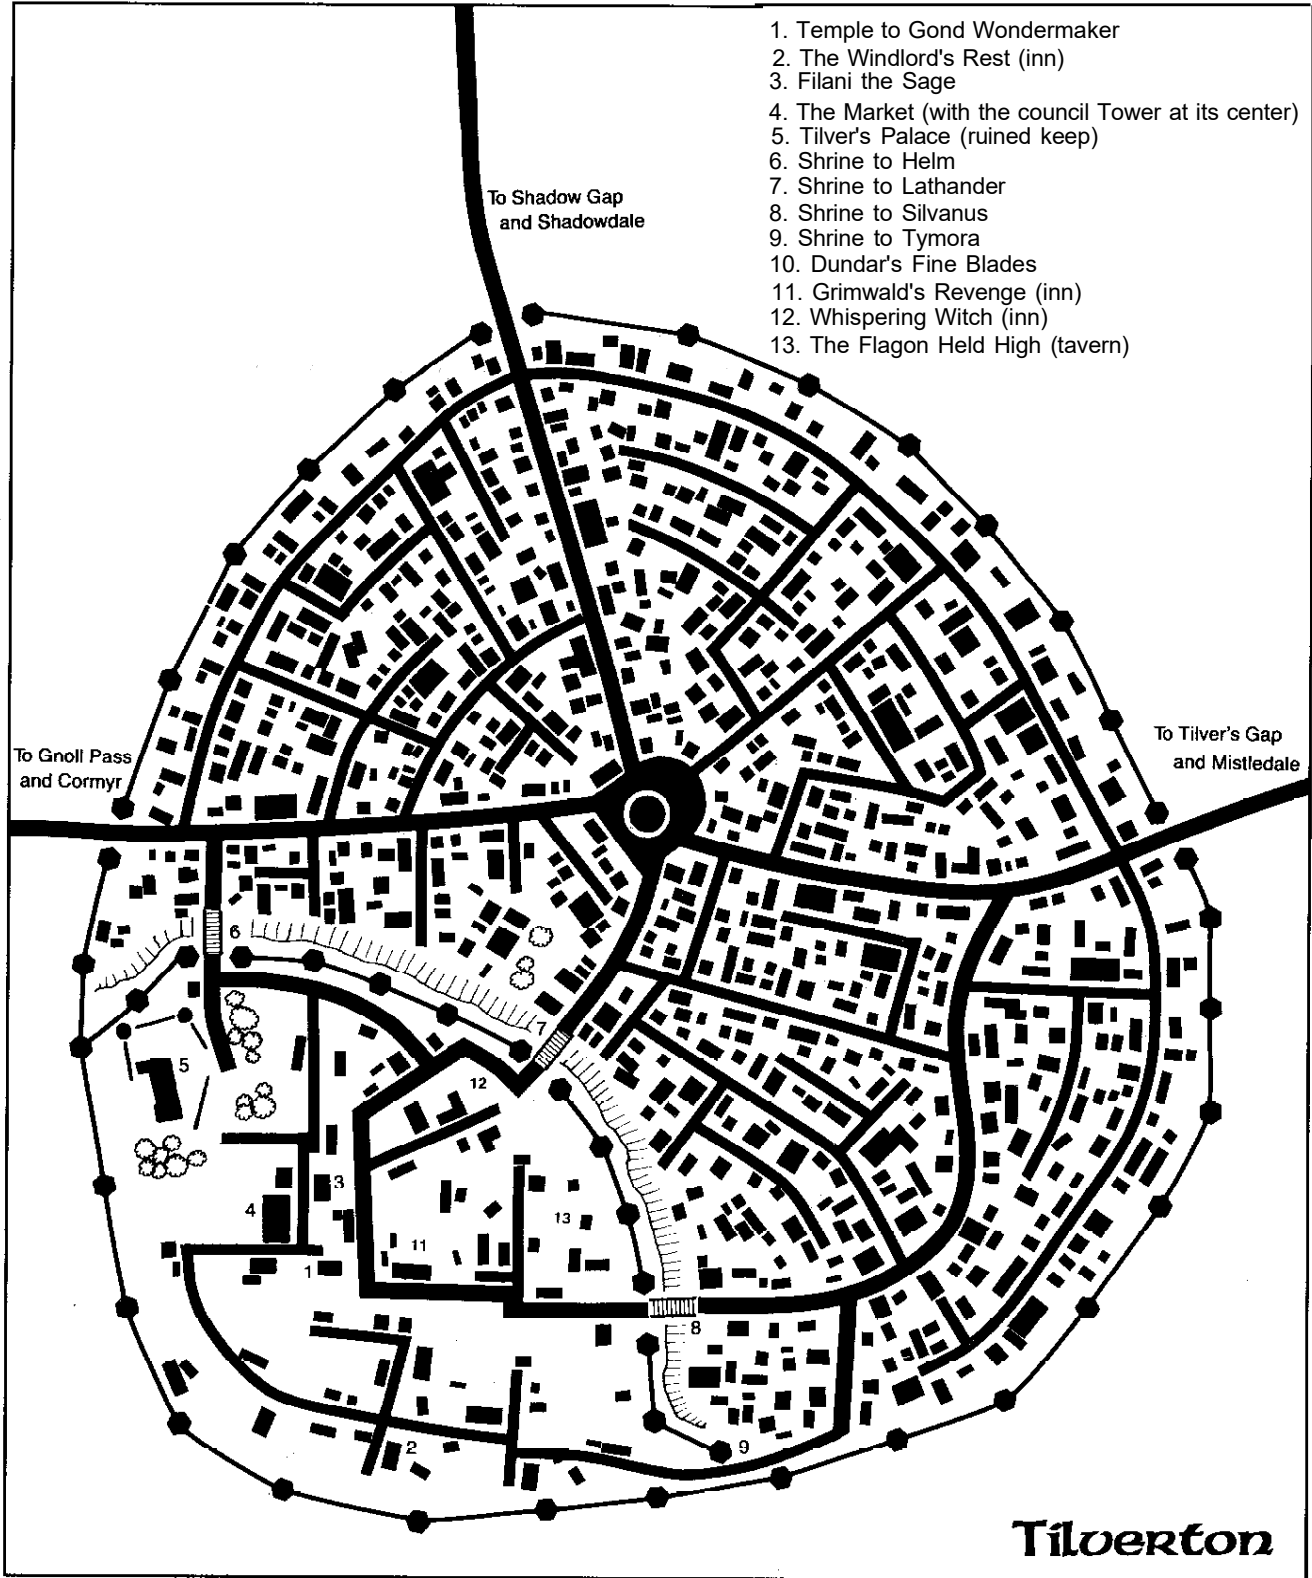 1. Temple to Gond Wondermaker
2. The Windlord's Rest (inn)
3. Filani the Sage
4. The Market (with the council Tower at its center)
5. Tilver's Palace (ruined keep)
6. Shrine to Helm
7. Shrine to Lathander
8. Shrine to Silvanus
9. Shrine to Tymora
10. Dundar's Fine Blades
11. Grimwald's Revenge (inn)
12. Whispering Witch (inn)
13. The Flagon Held High (tavern)
To Shadow Gap
and Shadowdale
To Gnoll Pass
and Cormyr
To Tilver's Gap
and Mistledale
6
7
5
12
3
4
13
11
1
8
2
9
Tilverton